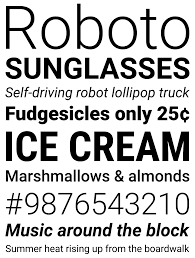 Roboto
SUNGLASSES
Self-driving robot lollipop truck
Fudgesicles only 25¢
ICE CREAM
Marshmallows & almonds
#9876543210
Music around the block
Summer heat rising up from the boardwalk